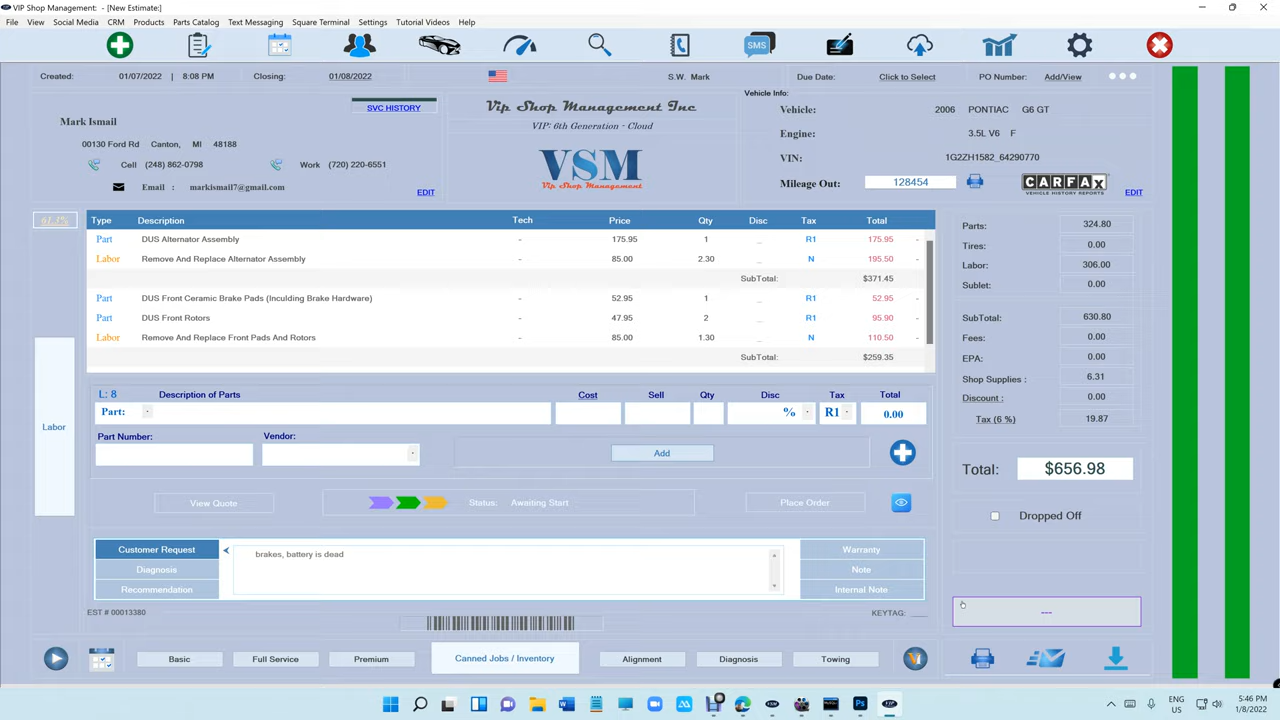 VIP Shop Management:  - [New Estimate:]
File View Social Media CRM Products Parts Catalog Text Messaging Square Terminal Settings Tutorial Videos Help
SMS
Created: 01/07/2022 | 8:08 PM Closing: 01/08/2022 S.W. Mark Due Date: Click to Select PO Number: Add/View
Vehicle Info:
SVC HISTORY
Mark Ismail
00130 Ford Rd Canton, MI 48188
Cell (248) 862-0798 Work (720) 220-6551
Email : markismail7@gmail.com
EDIT
Vip Shop Management Inc
VIP: 6th Generation - Cloud
VSM
Vip Shop Management
Vehicle: 2006 PONTIAC G6 GT
Engine: 3.5L V6 F
VIN: 1G2ZH1582_64290770
Mileage Out: 128454 CARFAX
VEHICLE HISTORY REPORTS
EDIT
61.1%
Type Description Tech Price Qty Disc Tax Total
Part DUS Alternator Assembly - 175.95 1 _ R1 175.95 -
Labor Remove And Replace Alternator Assembly - 85.00 2.30 _ N 195.50 -
SubTotal: $371.45
Part DUS Front Ceramic Brake Pads (Inculding Brake Hardware) - 52.95 1 _ R1 52.95 -
Part DUS Front Rotors - 47.95 2 _ R1 95.90 -
Labor Remove And Replace Front Pads And Rotors - 85.00 1.30 _ N 110.50 -
SubTotal: $259.35
Parts: 324.80
Tires: 0.00
Labor: 306.00
Sublet: 0.00
SubTotal: 630.80
Fees: 0.00
EPA: 0.00
Shop Supplies : 6.31
Discount : 0.00
Tax (6 %) 19.87
Total: $656.98
Dropped Off
---
Labor
L: 8 Description of Parts Cost Sell Qty Disc Tax Total
Part: % R1 0.00
Part Number: Vendor:
Add
View Quote Status: Awaiting Start Place Order
Customer Request
Diagnosis
Recommendation
brakes, battery is dead
Warranty
Note
Internal Note
EST # 00013380 KEYTAG: ____
Basic Full Service Premium Canned Jobs / Inventory Alignment Diagnosis Towing
ENG
US
5:46 PM
1/8/2022